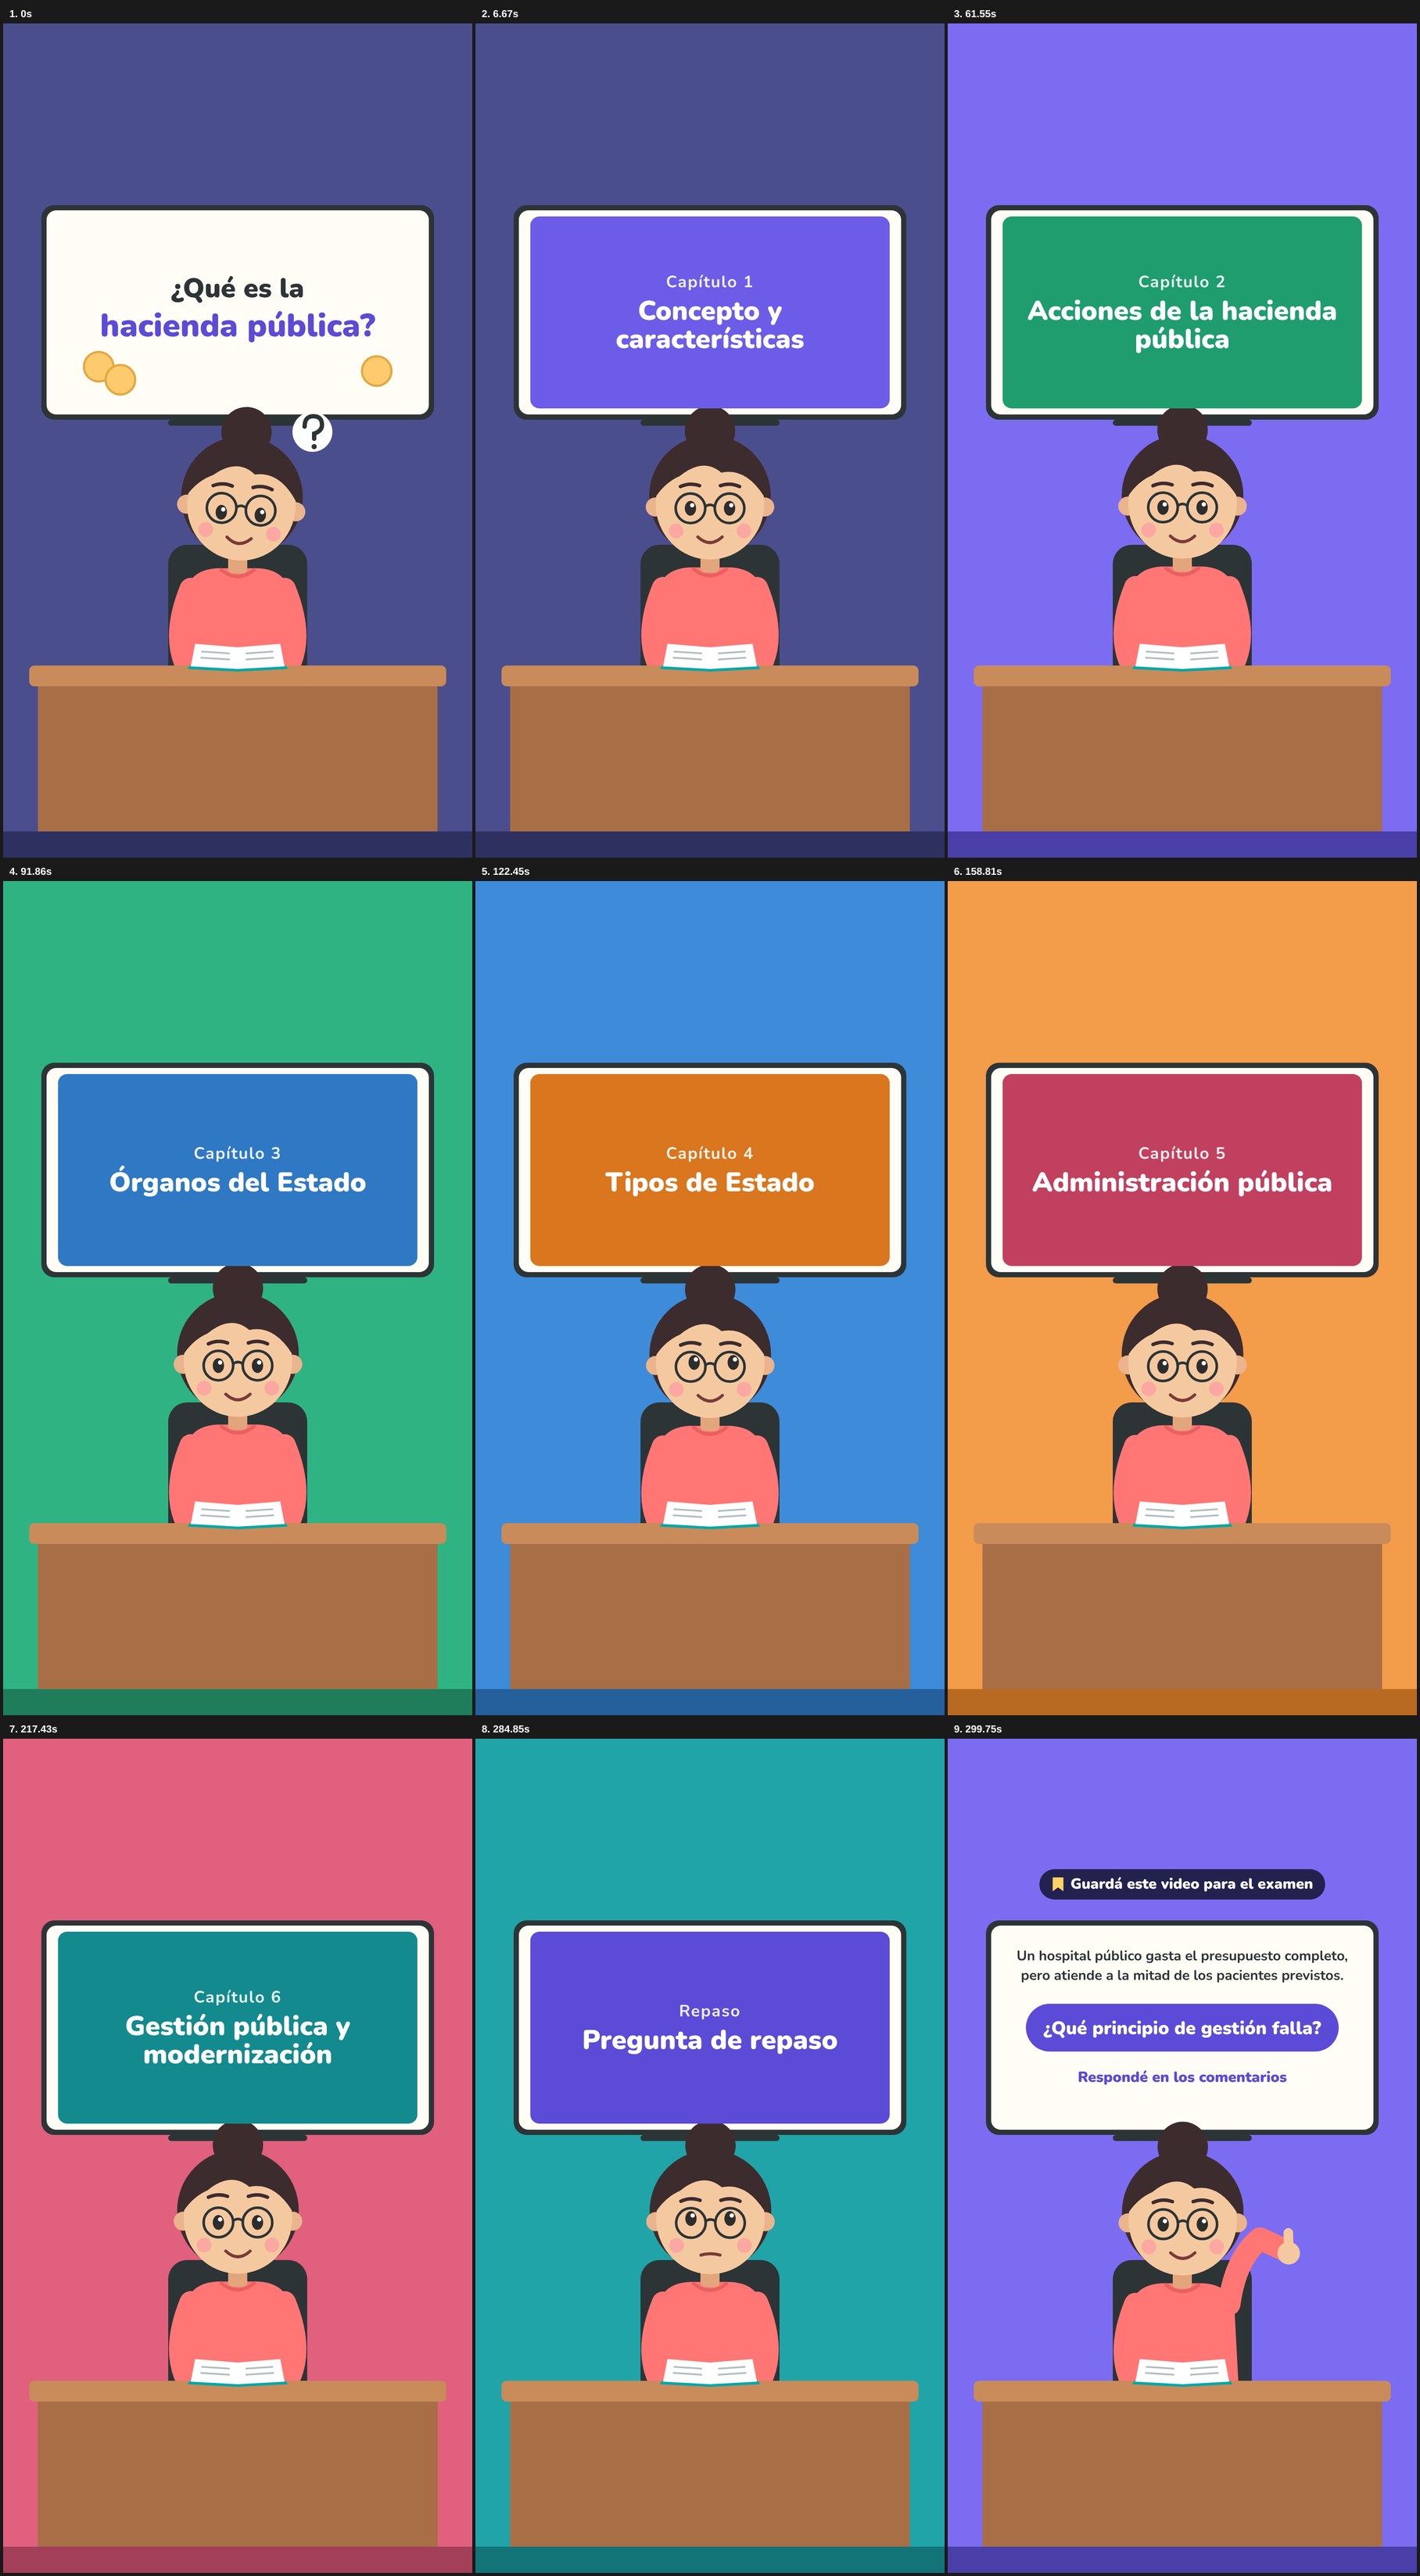 1. 0s
¿Qué es la
hacienda pública?
?
2. 6.67s
Capítulo 1
Concepto y
características
3. 61.55s
Capítulo 2
Acciones de la hacienda
pública
4. 91.86s
Capítulo 3
Órganos del Estado
5. 122.45s
Capítulo 4
Tipos de Estado
6. 158.81s
Capítulo 5
Administración pública
7. 217.43s
Capítulo 6
Gestión pública y
modernización
8. 284.85s
Repaso
Pregunta de repaso
9. 299.75s
Guardá este video para el examen
Un hospital público gasta el presupuesto completo,
pero atiende a la mitad de los pacientes previstos.
¿Qué principio de gestión falla?
Respondé en los comentarios